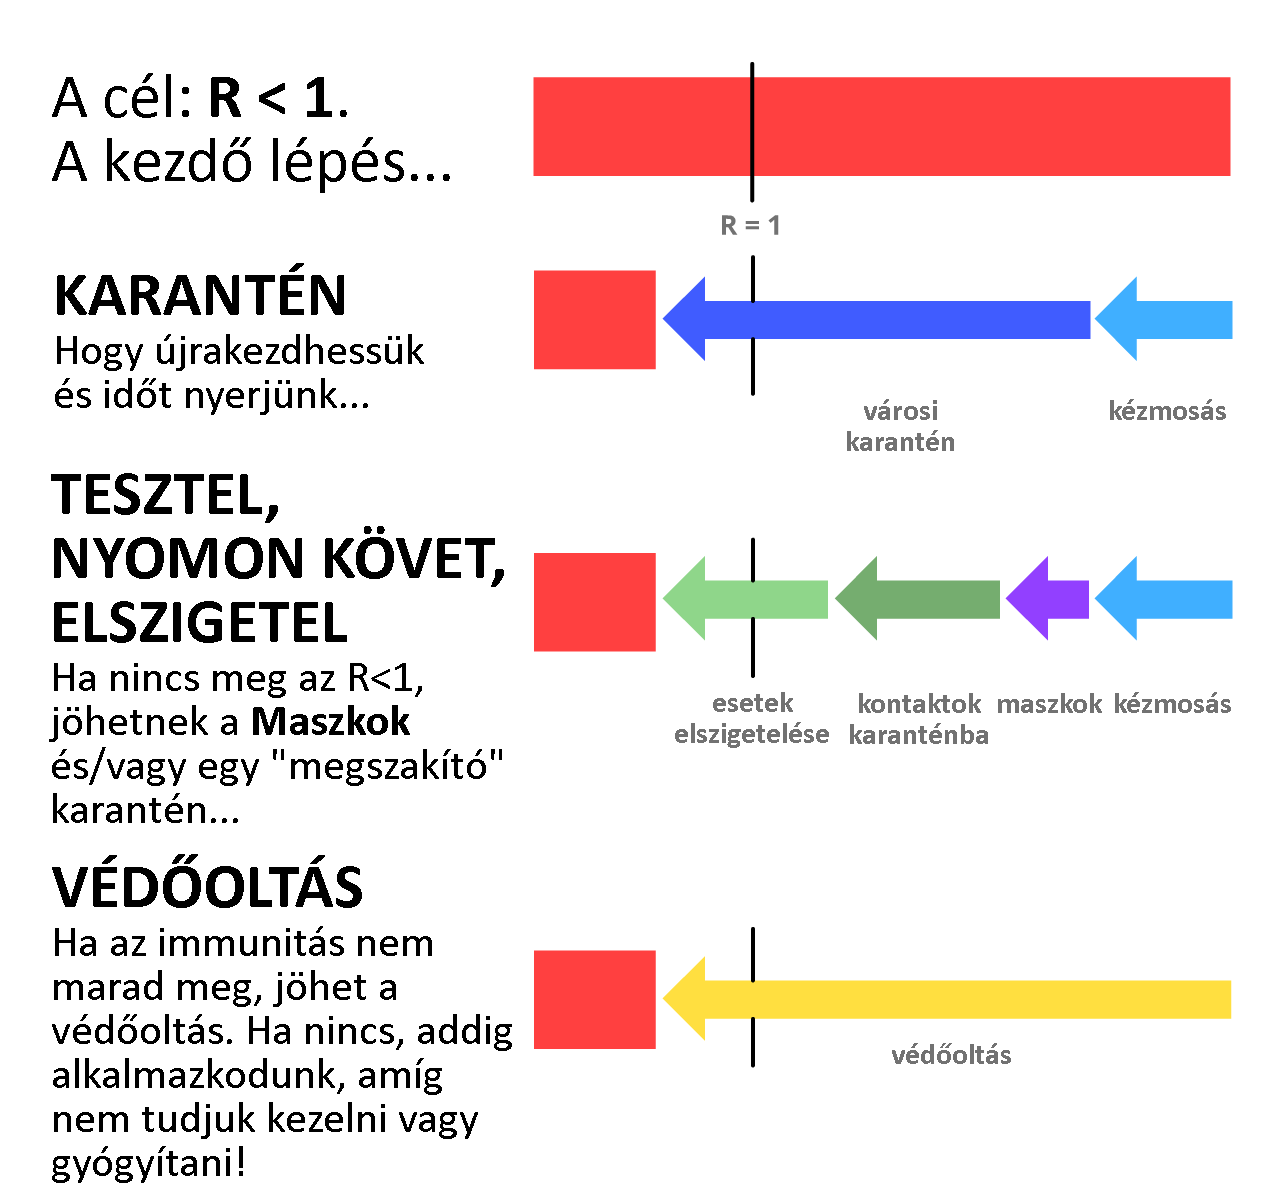 A cél: R < 1.
A kezdő lépés...
R = 1
KARANTÉN
Hogy újrakezdhessük
és időt nyerjünk...
városi
karantén
kézmosás
TESZTEL,
NYOMON KÖVET,
ELSZIGETEL
Ha nincs meg az R<1,
jöhetnek a Maszkok
és/vagy egy "megszakító"
karantén...
esetek
elszigetelése
kontaktok
karanténba
maszkok
kézmosás
VÉDŐOLTÁS
Ha az immunitás nem
marad meg, jöhet a
védőoltás. Ha nincs, addig
alkalmazkodunk, amíg
nem tudjuk kezelni vagy
gyógyítani!
védőoltás